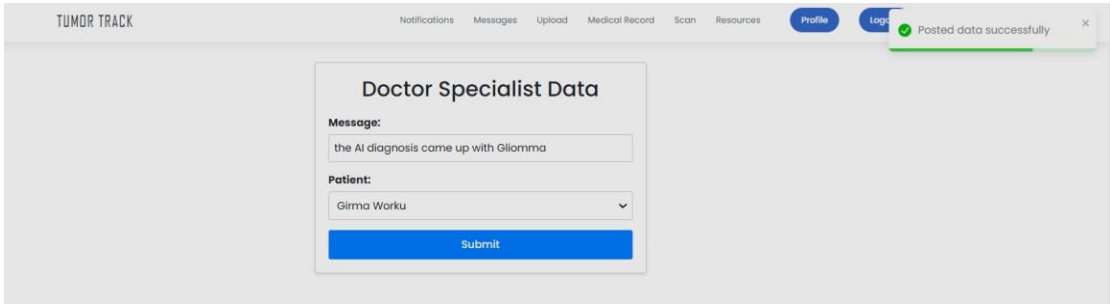 TUMOR TRACK Notifications Messages Upload Medical Record Scan Resources Profile
Posted data successfully
Doctor Specialist Data
Message:
the AI diagnosis came up with Gliomma
Patient:
Girma Worku
Submit